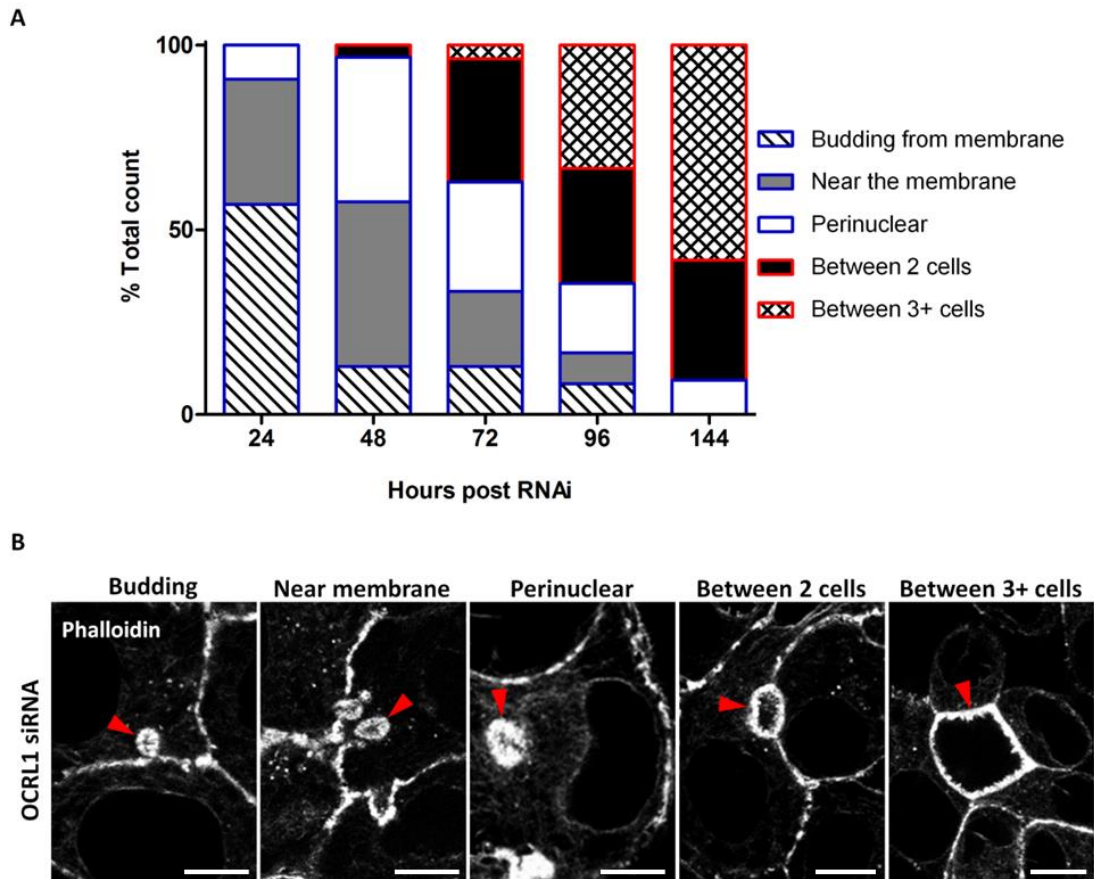 A
% Total count
100
50
0
24 48 72 96 144
Hours post RNAi
Budding from membrane
Near the membrane
Perinuclear
Between 2 cells
Between 3+ cells
B
Budding Near membrane Perinuclear Between 2 cells Between 3+ cells
Phalloidin
OCRL1 siRNA